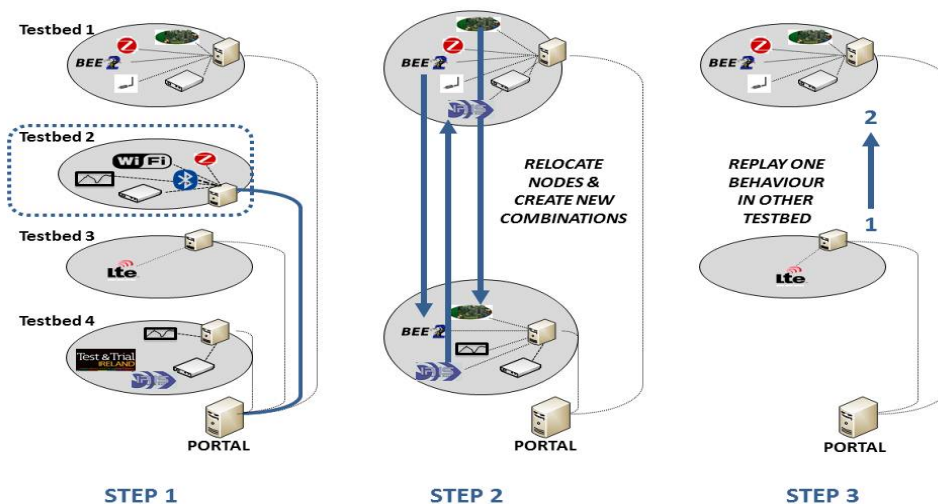 Testbed 1
BEE 2
Testbed 2
WiFi
Testbed 3
Lte
Testbed 4
Test & Trial
IRELAND
PORTAL
STEP 1
BEE 2
RELOCATE
NODES &
CREATE NEW
COMBINATIONS
BEE 2
PORTAL
STEP 2
BEE 2
2
REPLAY ONE
BEHAVIOUR
IN OTHER
TESTBED
1
Lte
PORTAL
STEP 3